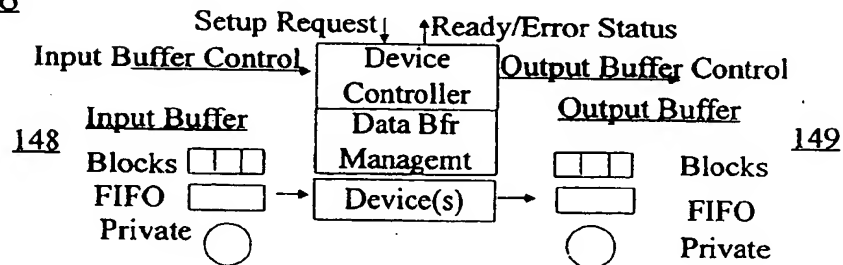 Setup Request
Ready/Error Status
Input Buffer Control
Device
Controller
Output Buffer Control
Input Buffer
Output Buffer
148
149
Data Bfr
Managemt
Blocks
Blocks
FIFO
Device(s)
FIFO
Private
Private